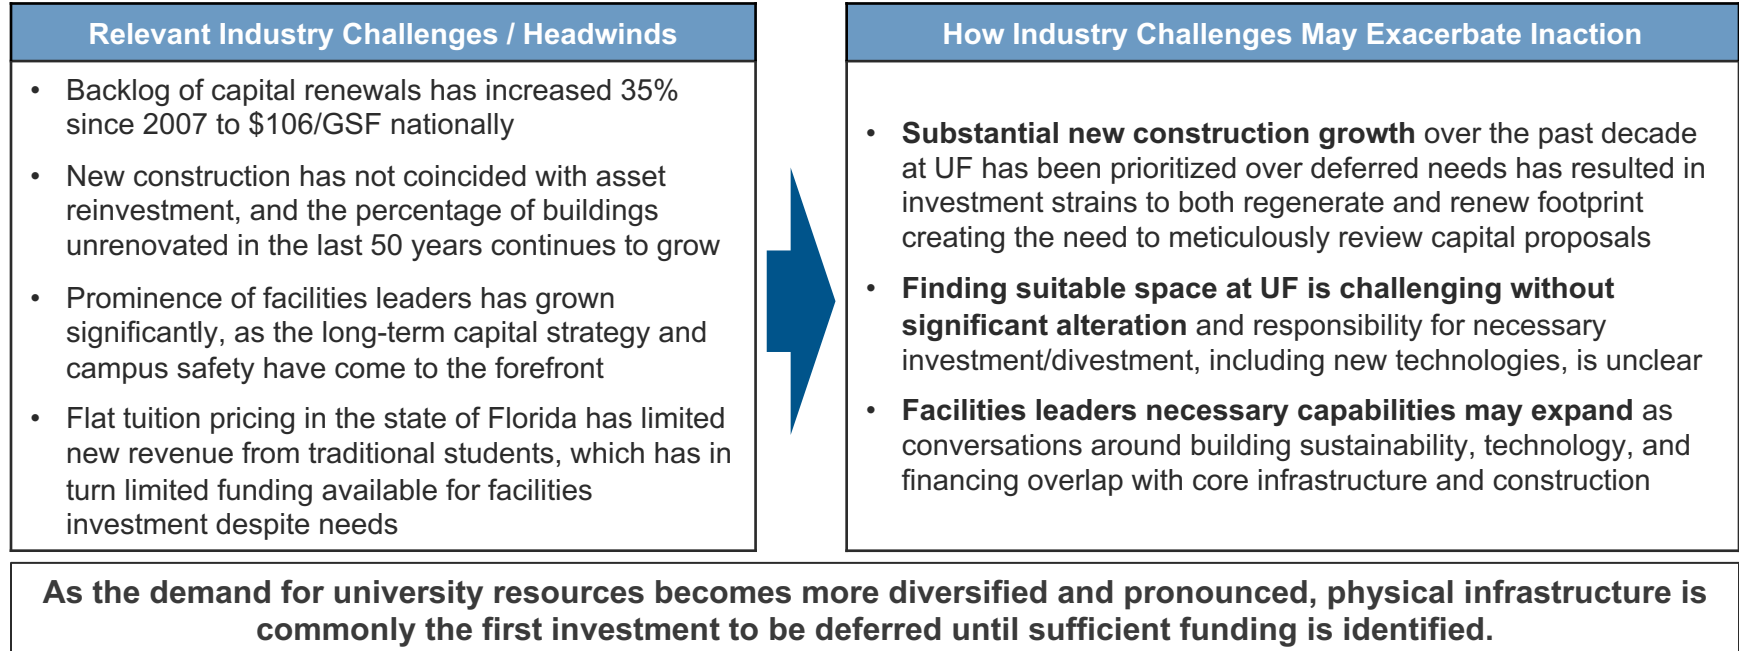 Relevant Industry Challenges / Headwinds
• Backlog of capital renewals has increased 35%
since 2007 to $106/GSF nationally
• New construction has not coincided with asset
reinvestment, and the percentage of buildings
unrenovated in the last 50 years continues to grow
• Prominence of facilities leaders has grown
significantly, as the long-term capital strategy and
campus safety have come to the forefront
• Flat tuition pricing in the state of Florida has limited
new revenue from traditional students, which has in
turn limited funding available for facilities
investment despite needs
How Industry Challenges May Exacerbate Inaction
• Substantial new construction growth over the past decade
at UF has been prioritized over deferred needs has resulted in
investment strains to both regenerate and renew footprint
creating the need to meticulously review capital proposals
• Finding suitable space at UF is challenging without
significant alteration and responsibility for necessary
investment/divestment, including new technologies, is unclear
• Facilities leaders necessary capabilities may expand as
conversations around building sustainability, technology, and
financing overlap with core infrastructure and construction
As the demand for university resources becomes more diversified and pronounced, physical infrastructure is
commonly the first investment to be deferred until sufficient funding is identified.